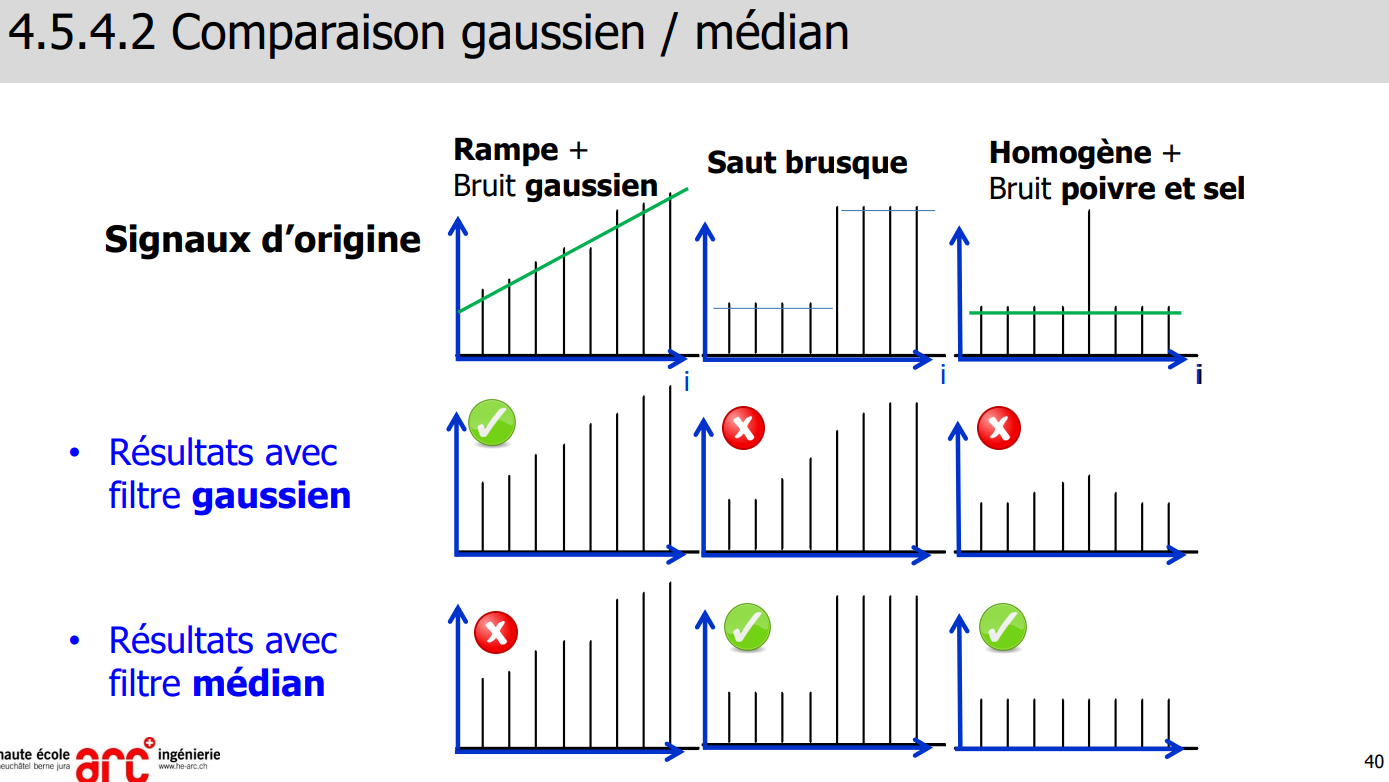 4.5.4.2 Comparaison gaussien / médian
Rampe +
Bruit gaussien
Saut brusque
Homogène +
Bruit poivre et sel
Signaux d’origine
i
i
i
• Résultats avec
filtre gaussien
• Résultats avec
filtre médian
haute école
neuchâtel berne jura
arc
ingénierie
www.he-arc.ch
40